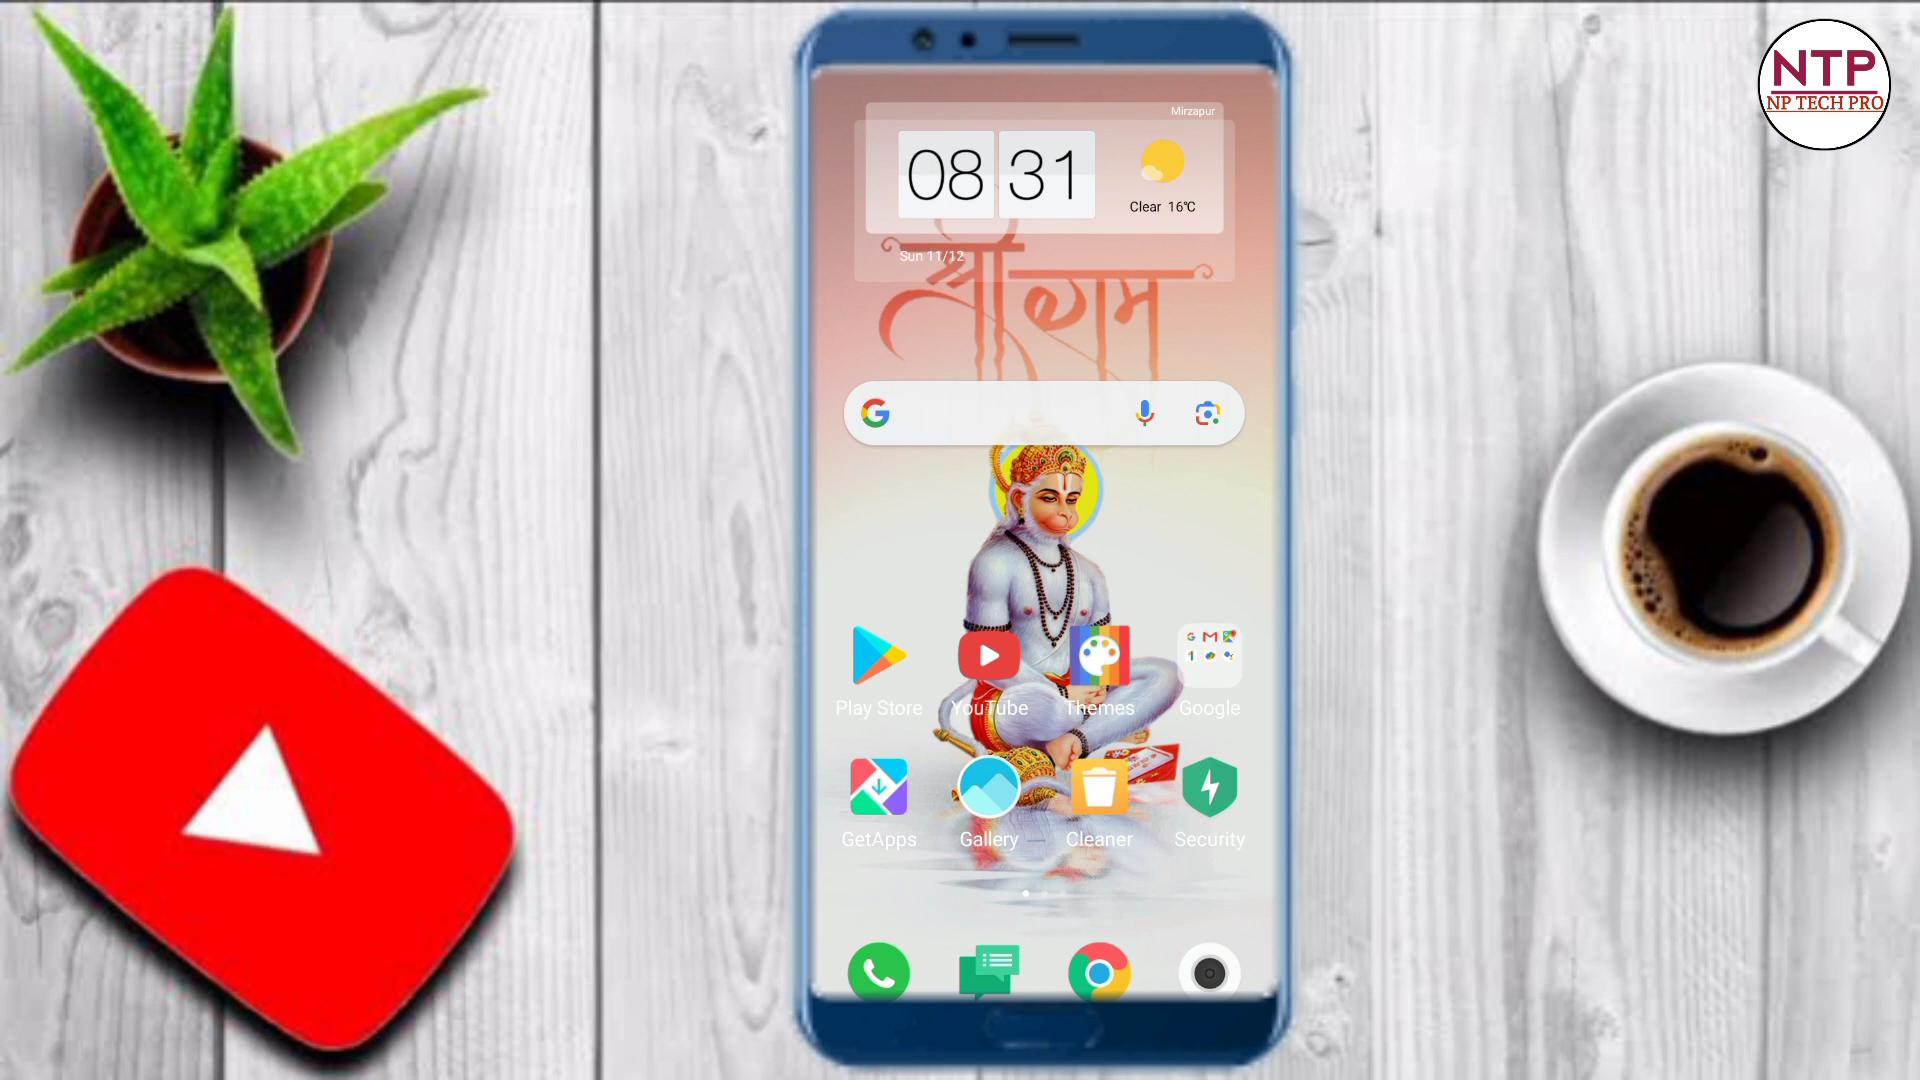 NTP
NP TECH PRO
Mirzapur
08 31
Clear 16℃
Sun 11/12
श्री राम
Play Store YouTube Themes Google
GetApps Gallery Cleaner Security